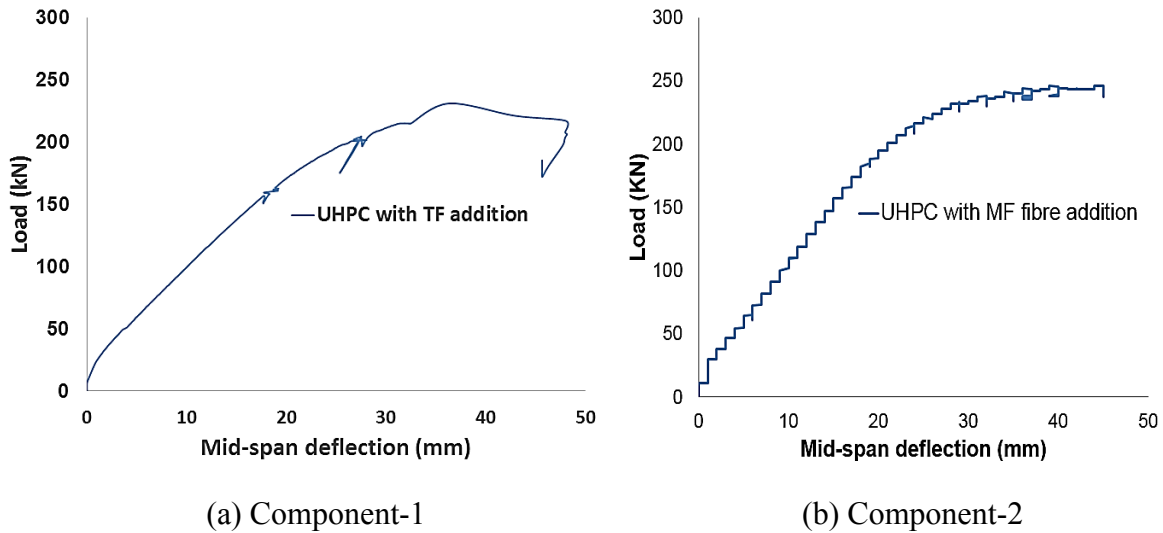 300
250
200
150
100
50
0
Load (kN)
UHPC with TF addition
0 10 20 30 40 50
Mid-span deflection (mm)
(a) Component-1
300
250
200
150
100
50
0
Load (KN)
UHPC with MF fibre addition
0 10 20 30 40 50
Mid-span deflection (mm)
(b) Component-2